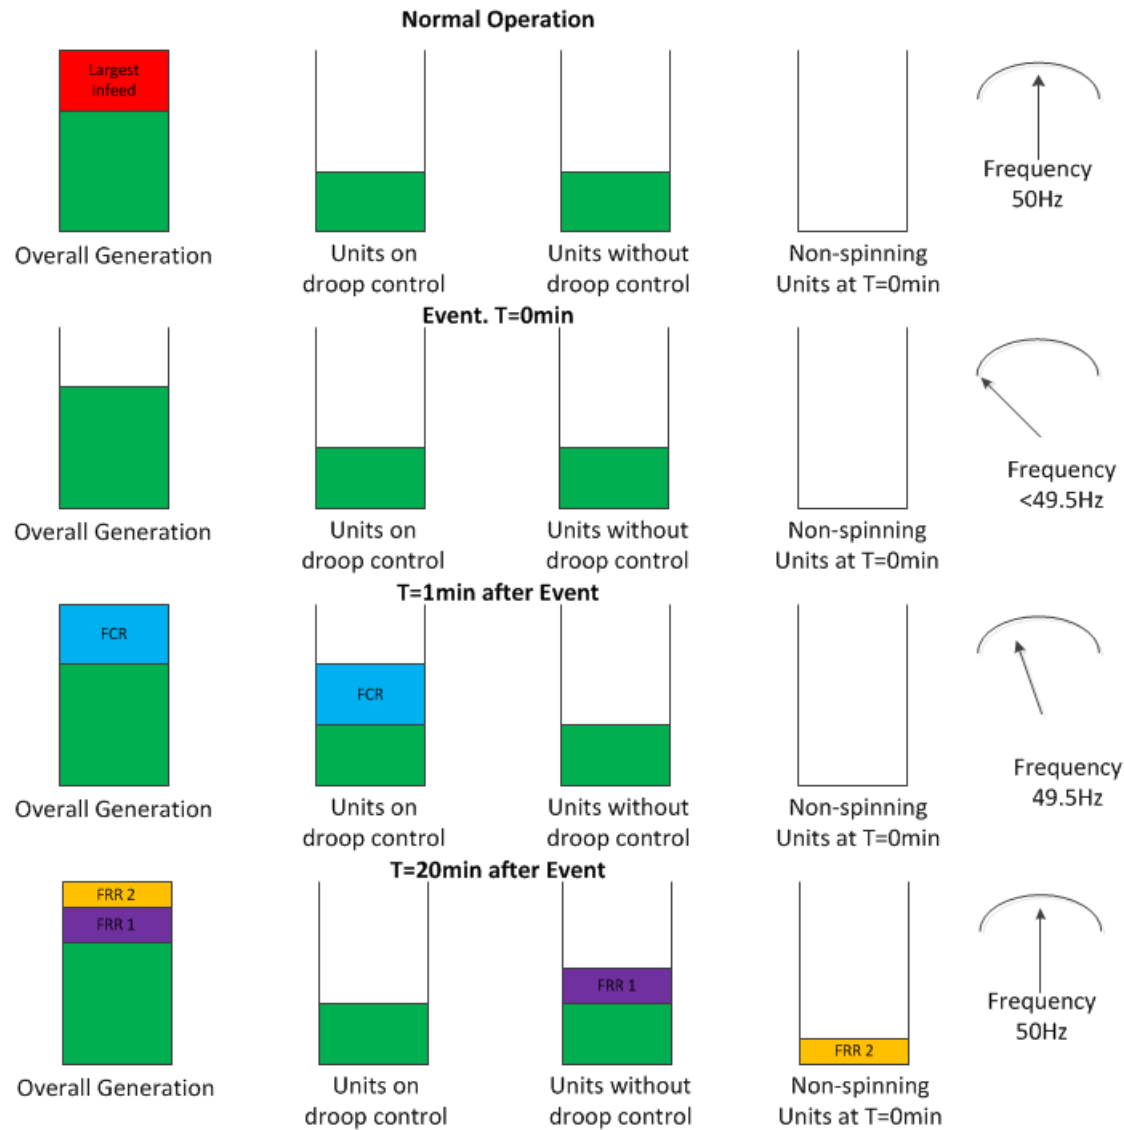 Normal Operation
Largest
Infeed
Frequency
50Hz
Overall Generation
Units on
droop control
Units without
droop control
Non-spinning
Units at T=0min
Event. T=0min
Frequency
<49.5Hz
Overall Generation
Units on
droop control
Units without
droop control
Non-spinning
Units at T=0min
T=1min after Event
FCR
FCR
Frequency
49.5Hz
Overall Generation
Units on
droop control
Units without
droop control
Non-spinning
Units at T=0min
T=20min after Event
FRR 2
FRR 1
FRR 1
FRR 2
Frequency
50Hz
Overall Generation
Units on
droop control
Units without
droop control
Non-spinning
Units at T=0min